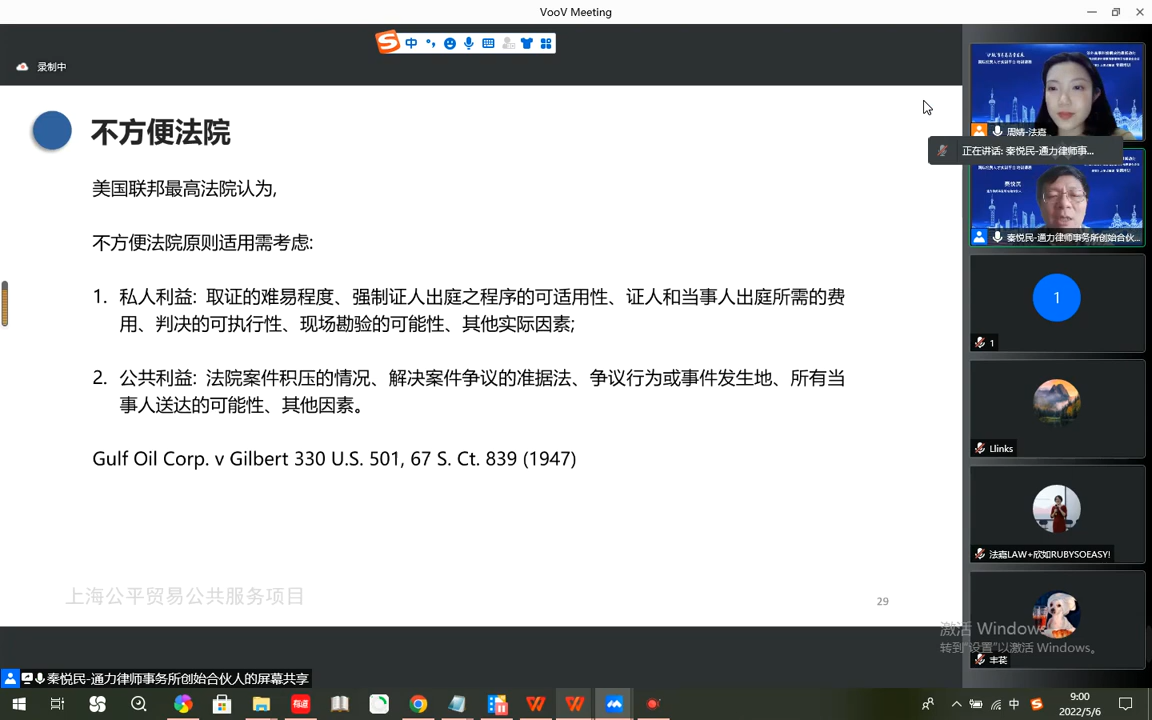 VooV Meeting
中
录制中
不方便法院
美国联邦最高法院认为,
不方便法院原则适用需考虑:
1. 私人利益: 取证的难易程度、强制证人出庭之程序的可适用性、证人和当事人出庭所需的费
用、判决的可执行性、现场勘验的可能性、其他实际因素;
2. 公共利益: 法院案件积压的情况、解决案件争议的准据法、争议行为或事件发生地、所有当
事人送达的可能性、其他因素。
Gulf Oil Corp. v Gilbert 330 U.S. 501, 67 S. Ct. 839 (1947)
上海公平贸易公共服务项目
29
周婧-法嘉
正在讲话: 秦悦民-通力律师事...
秦悦民
秦悦民-通力律师事务所创始合伙...
1
1
Llinks
法嘉LAW+欣如RUBYSOEASY!
激活 Windows
转到"设置"以激活 Windows。
秦悦民-通力律师事务所创始合伙人的屏幕共享
有道
中
9:00
2022/5/6